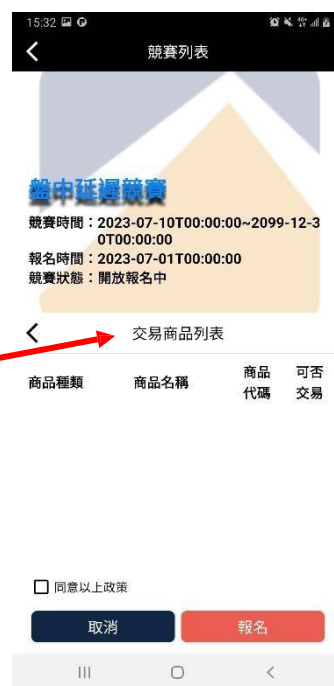 15:32
競賽列表
盤中延遲競賽
競賽時間：2023-07-10T00:00:00~2099-12-3
0T00:00:00
報名時間：2023-07-01T00:00:00
競賽狀態：開放報名中
交易商品列表
商品種類 商品名稱 商品代碼 可否交易
同意以上政策
取消 報名